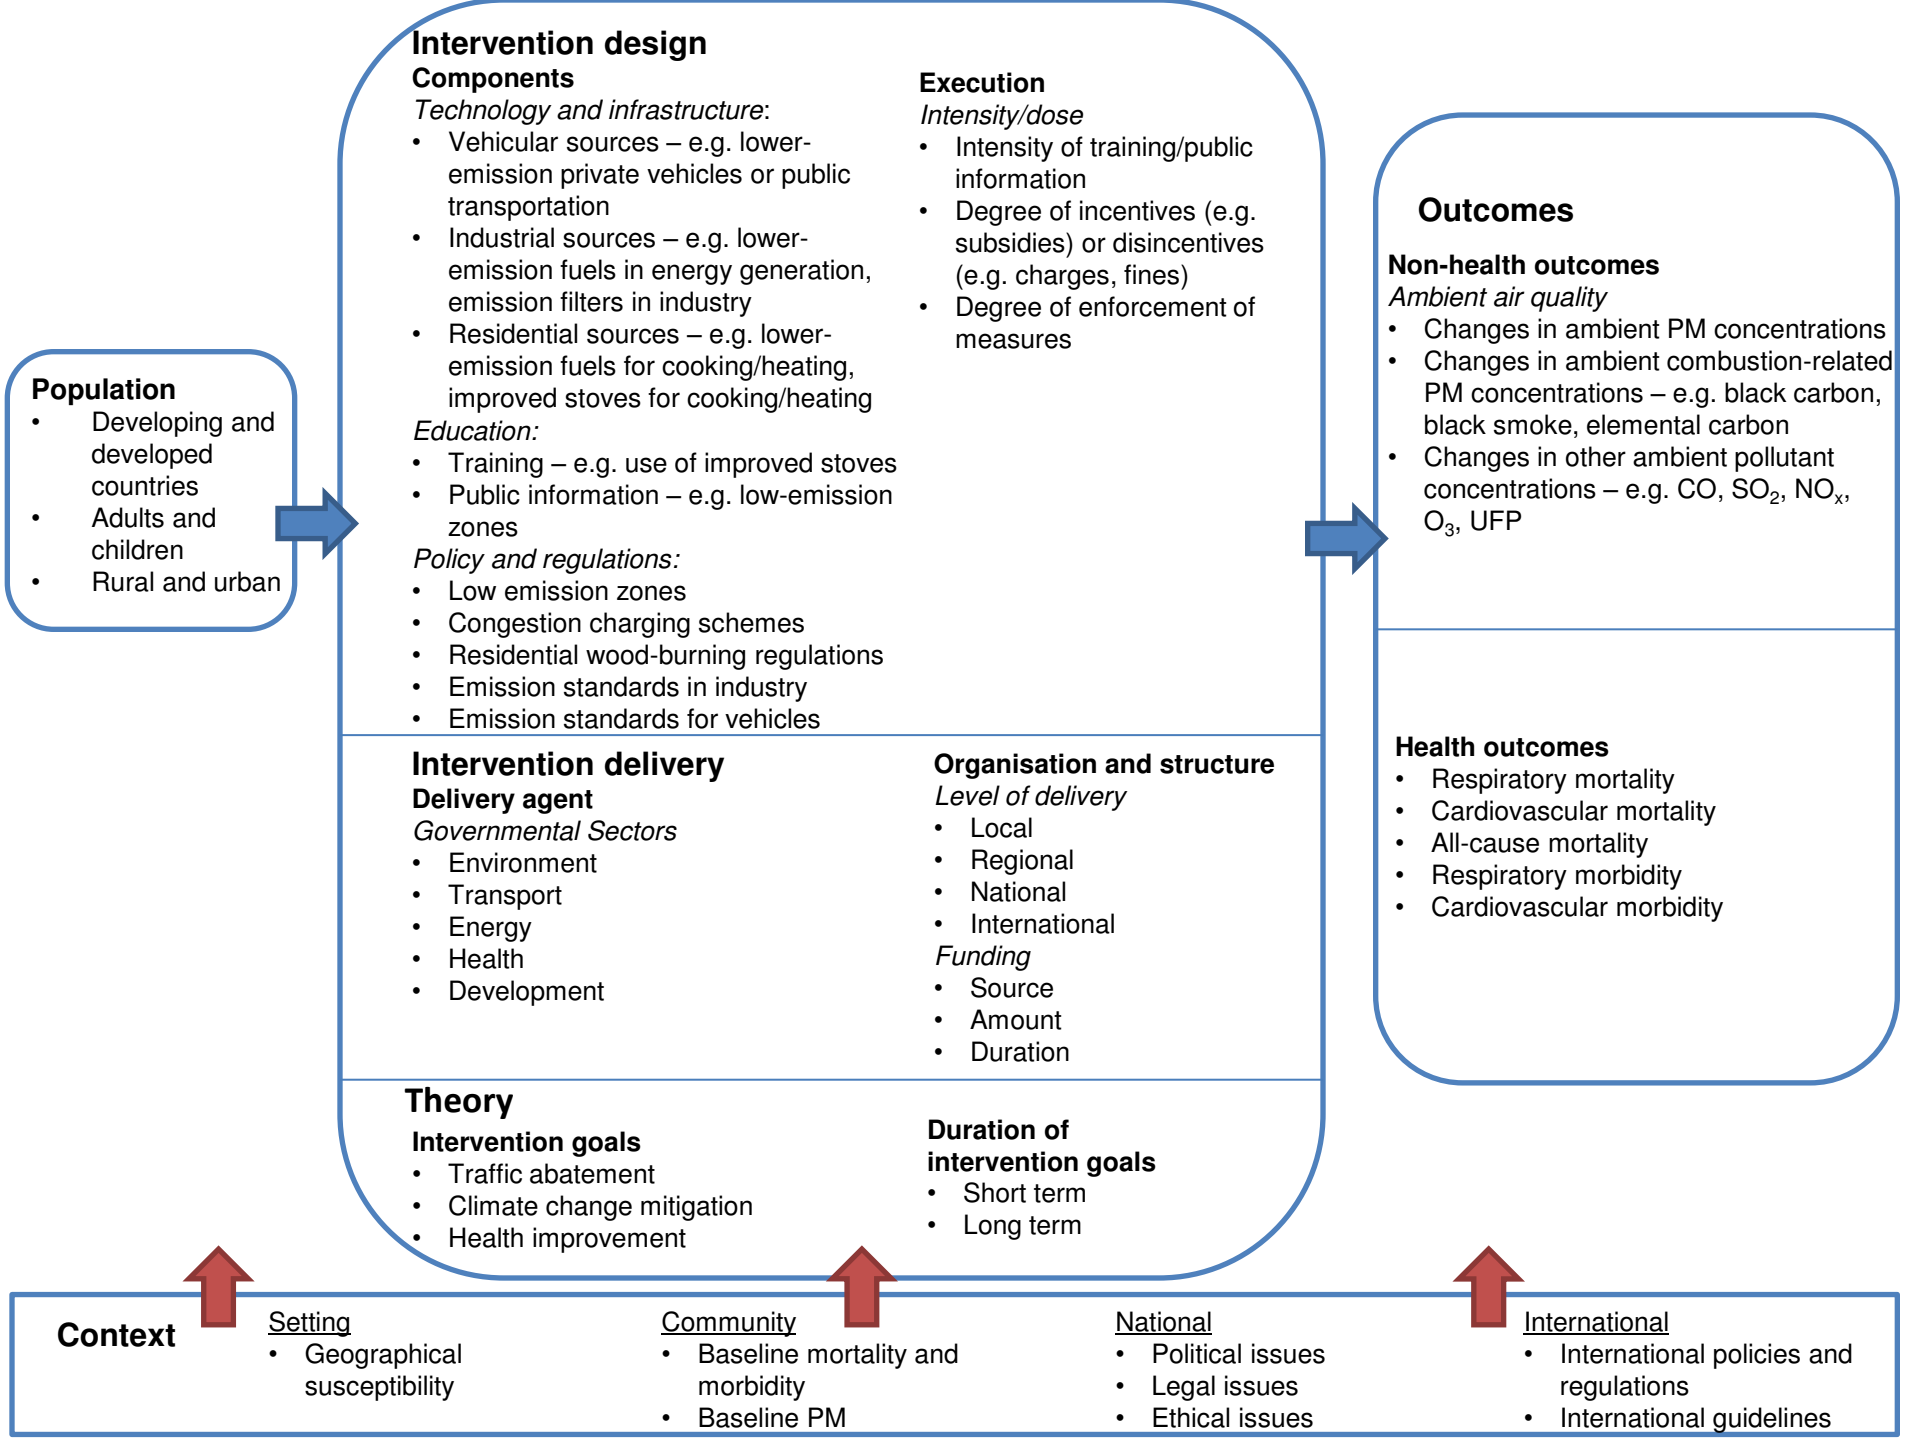 Population
• Developing and
developed
countries
• Adults and
children
• Rural and urban
Intervention design
Components
Technology and infrastructure:
• Vehicular sources – e.g. lower-
emission private vehicles or public
transportation
• Industrial sources – e.g. lower-
emission fuels in energy generation,
emission filters in industry
• Residential sources – e.g. lower-
emission fuels for cooking/heating,
improved stoves for cooking/heating
Education:
• Training – e.g. use of improved stoves
• Public information – e.g. low-emission
zones
Policy and regulations:
• Low emission zones
• Congestion charging schemes
• Residential wood-burning regulations
• Emission standards in industry
• Emission standards for vehicles
Execution
Intensity/dose
• Intensity of training/public
information
• Degree of incentives (e.g.
subsidies) or disincentives
(e.g. charges, fines)
• Degree of enforcement of
measures
Intervention delivery
Delivery agent
Governmental Sectors
• Environment
• Transport
• Energy
• Health
• Development
Organisation and structure
Level of delivery
• Local
• Regional
• National
• International
Funding
• Source
• Amount
• Duration
Theory
Intervention goals
• Traffic abatement
• Climate change mitigation
• Health improvement
Duration of
intervention goals
• Short term
• Long term
Outcomes
Non-health outcomes
Ambient air quality
• Changes in ambient PM concentrations
• Changes in ambient combustion-related
PM concentrations – e.g. black carbon,
black smoke, elemental carbon
• Changes in other ambient pollutant
concentrations – e.g. CO, SO₂, NOₓ,
O₃, UFP
Health outcomes
• Respiratory mortality
• Cardiovascular mortality
• All-cause mortality
• Respiratory morbidity
• Cardiovascular morbidity
Context
Setting
• Geographical
susceptibility
Community
• Baseline mortality and
morbidity
• Baseline PM
National
• Political issues
• Legal issues
• Ethical issues
International
• International policies and
regulations
• International guidelines